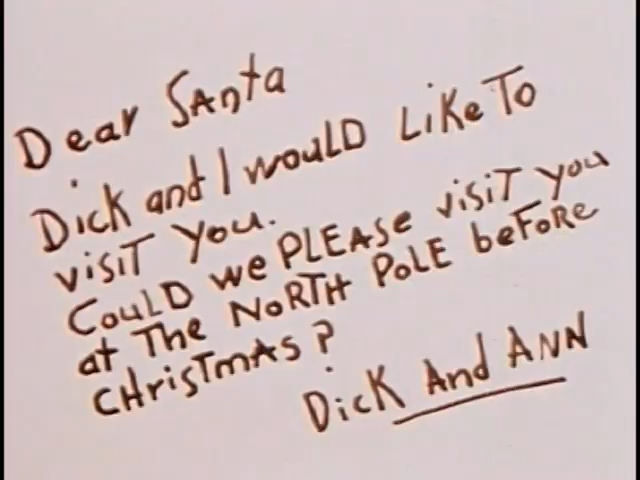 Dear Santa
Dick and I would Like To
visit you.
Could we PLEASe visiT you
at The NoRTH PoLE beFoRe
CHrisTmAs?
Dick And ANN